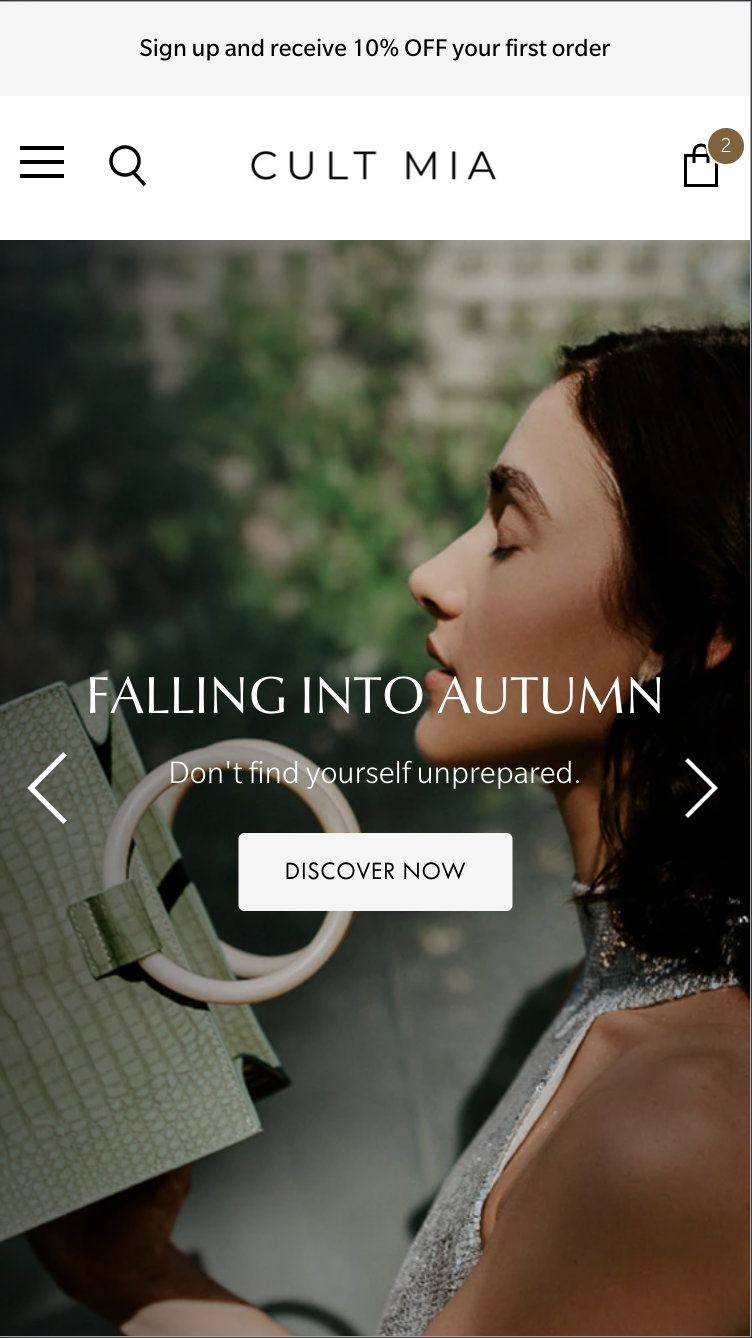 Sign up and receive 10% OFF your first order
CULT MIA
2
FALLING INTO AUTUMN
Don't find yourself unprepared.
DISCOVER NOW